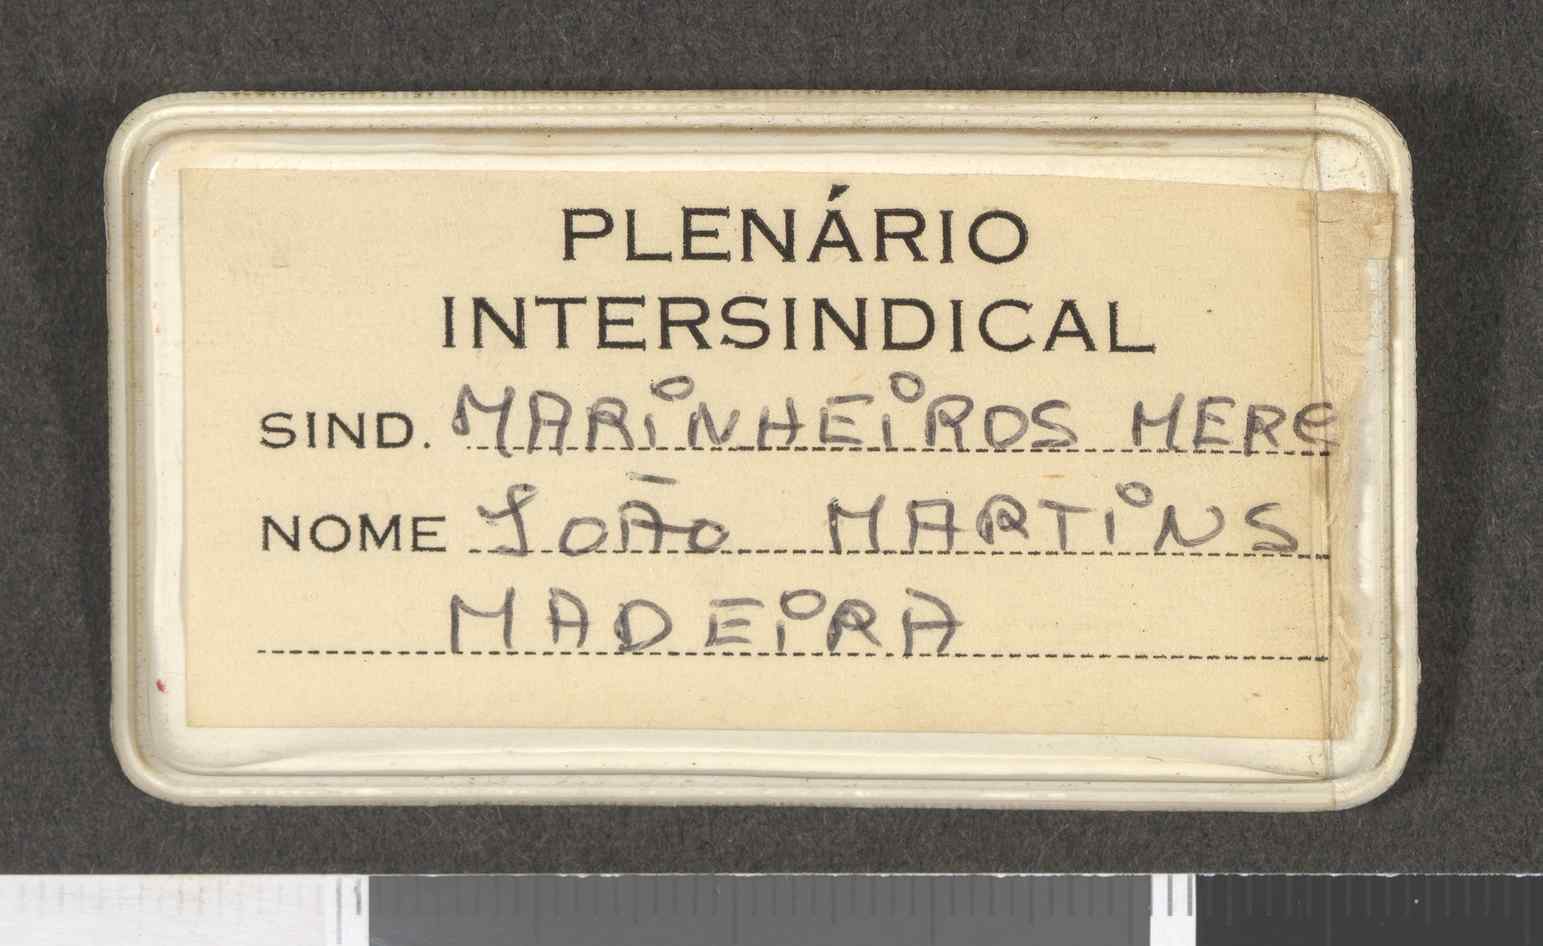 PLENÁRIO
INTERSINDICAL
SIND. MARINHEIROS MERC
NOME JOÃO MARTINS
MADEIRA